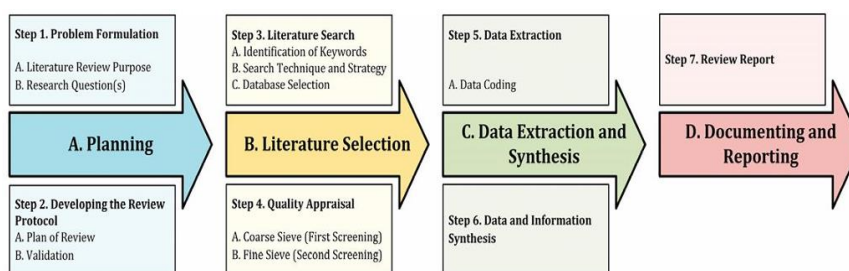 Step 1. Problem Formulation
A. Literature Review Purpose
B. Research Question(s)
Step 3. Literature Search
A. Identification of Keywords
B. Search Technique and Strategy
C. Database Selection
Step 5. Data Extraction
A. Data Coding
Step 7. Review Report
A. Planning
B. Literature Selection
C. Data Extraction and
Synthesis
D. Documenting and
Reporting
Step 2. Developing the Review
Protocol
A. Plan of Review
B. Validation
Step 4. Quality Appraisal
A. Coarse Sieve (First Screening)
B. Fine Sieve (Second Screening)
Step 6. Data and Information
Synthesis